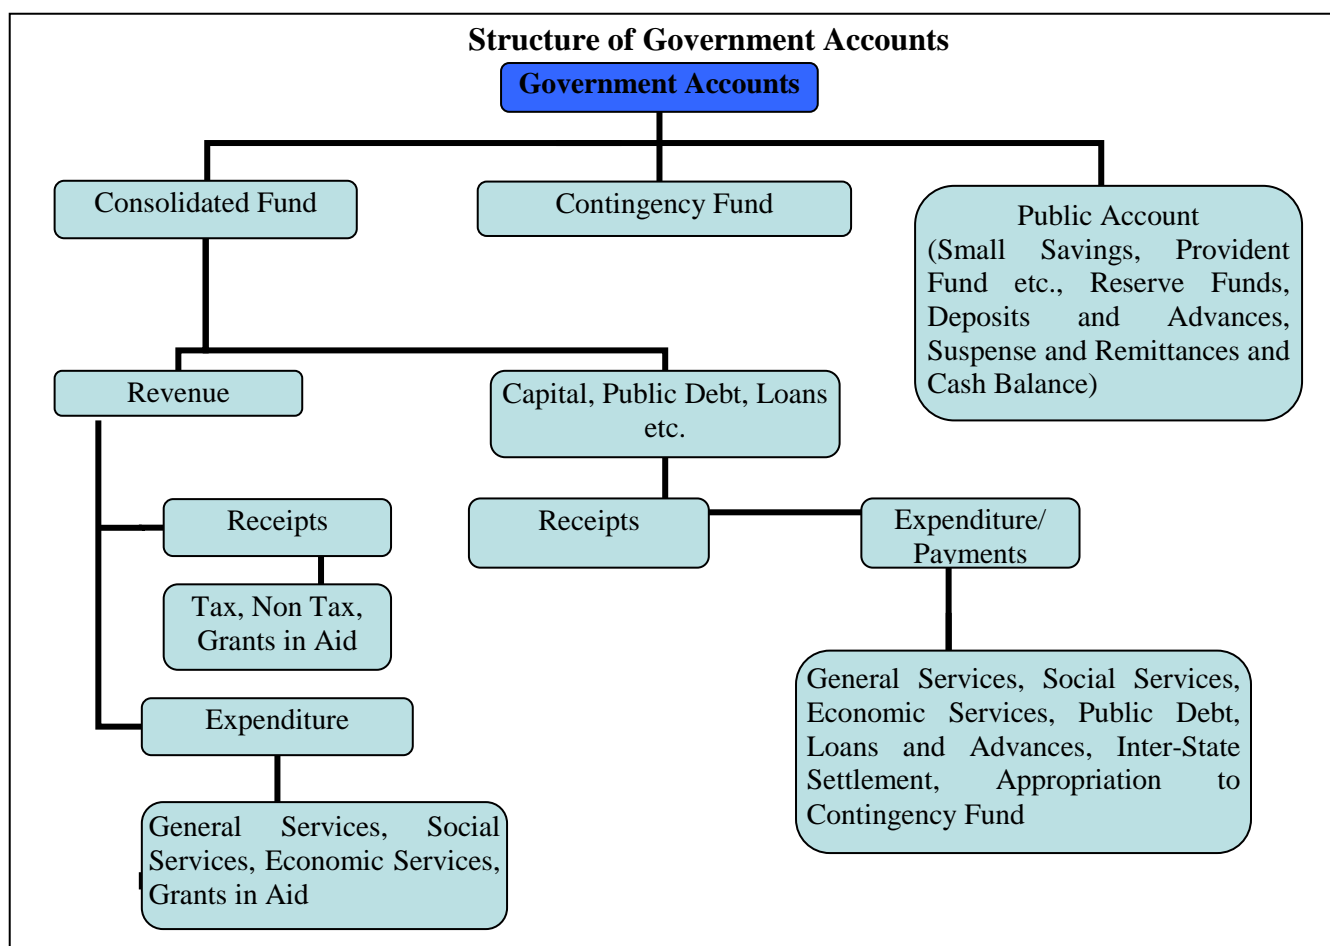 Structure of Government Accounts
Government Accounts
Consolidated Fund
Contingency Fund
Public Account
(Small Savings, Provident
Fund etc., Reserve Funds,
Deposits and Advances,
Suspense and Remittances and
Cash Balance)
Revenue
Capital, Public Debt, Loans
etc.
Receipts
Tax, Non Tax,
Grants in Aid
Expenditure
General Services, Social
Services, Economic Services,
Grants in Aid
Receipts
Expenditure/
Payments
General Services, Social Services,
Economic Services, Public Debt,
Loans and Advances, Inter-State
Settlement, Appropriation to
Contingency Fund